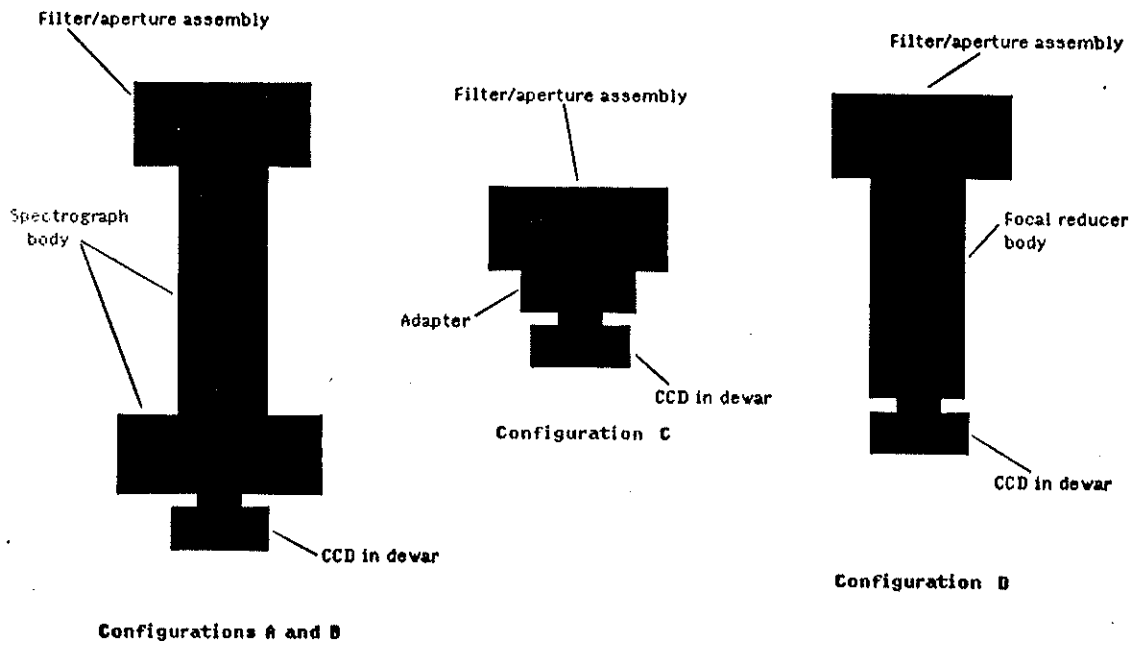 Filter/aperture assembly
Spectrograph
body
CCD in dewar
Configurations A and B
Filter/aperture assembly
Adapter
CCD in dewar
Configuration C
Filter/aperture assembly
Focal reducer
body
CCD in dewar
Configuration D